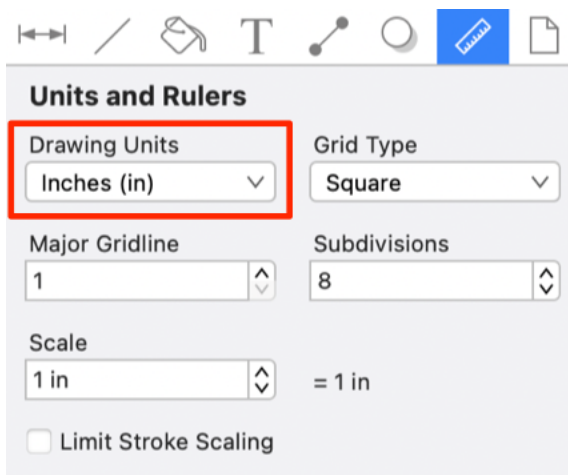 T
Units and Rulers
Drawing Units
Grid Type
Inches (in)
Square
Major Gridline
Subdivisions
1
8
Scale
1 in
= 1 in
Limit Stroke Scaling